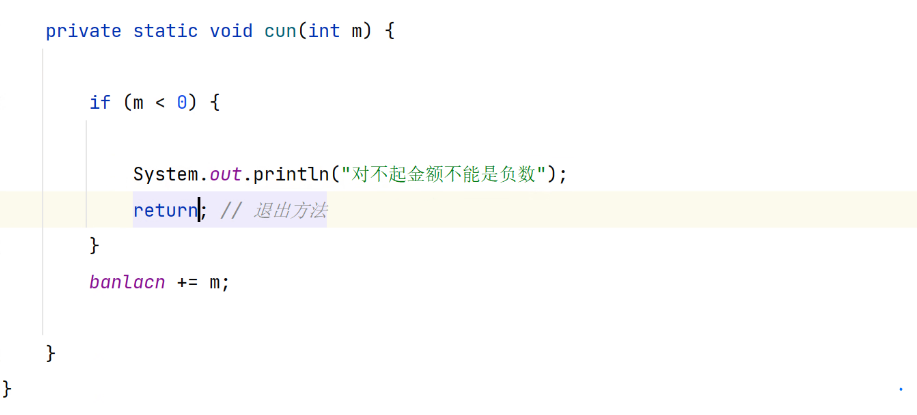 private static void cun(int m) {
if (m < 0) {
System.out.println("对不起金额不能是负数");
return; // 退出方法
}
banlacn += m;
}
}